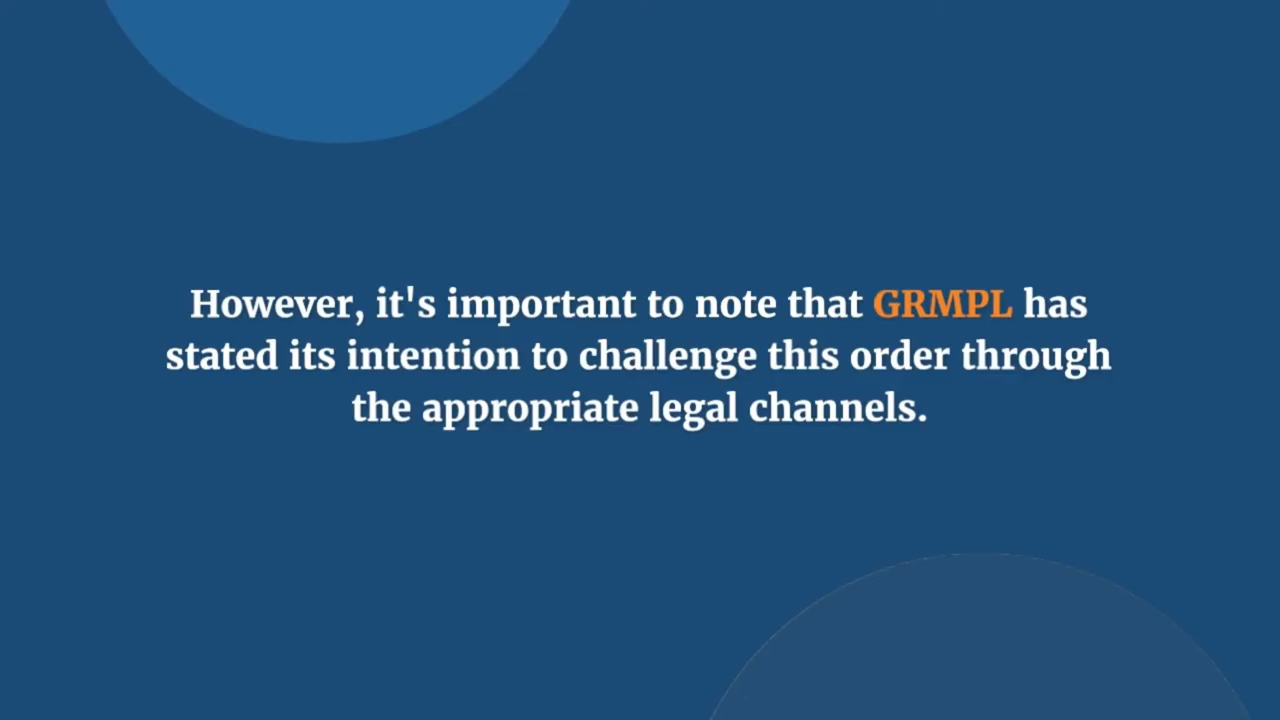 However, it's important to note that GRMPL has
stated its intention to challenge this order through
the appropriate legal channels.